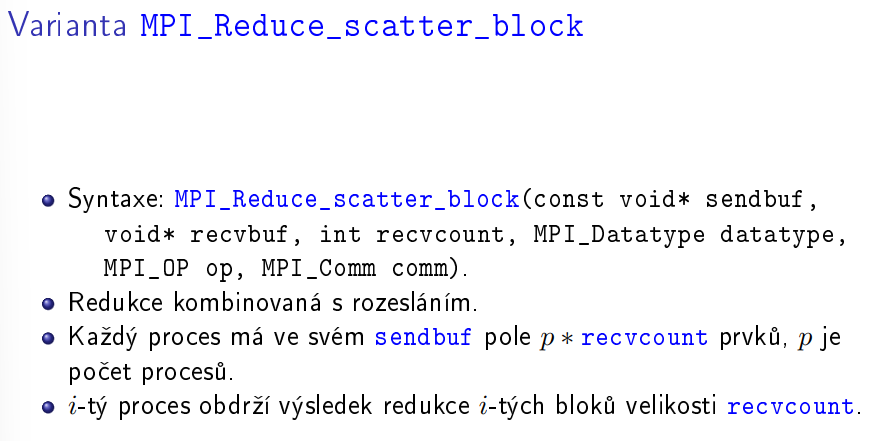 Varianta MPI_Reduce_scatter_block
Syntaxe: MPI_Reduce_scatter_block(const void* sendbuf,
void* recvbuf, int recvcount, MPI_Datatype datatype,
MPI_OP op, MPI_Comm comm).
Redukce kombinovaná s rozesláním.
Každý proces má ve svém sendbuf pole p * recvcount prvků, p je
počet procesů.
i-tý proces obdrží výsledek redukce i-tých bloků velikosti recvcount.